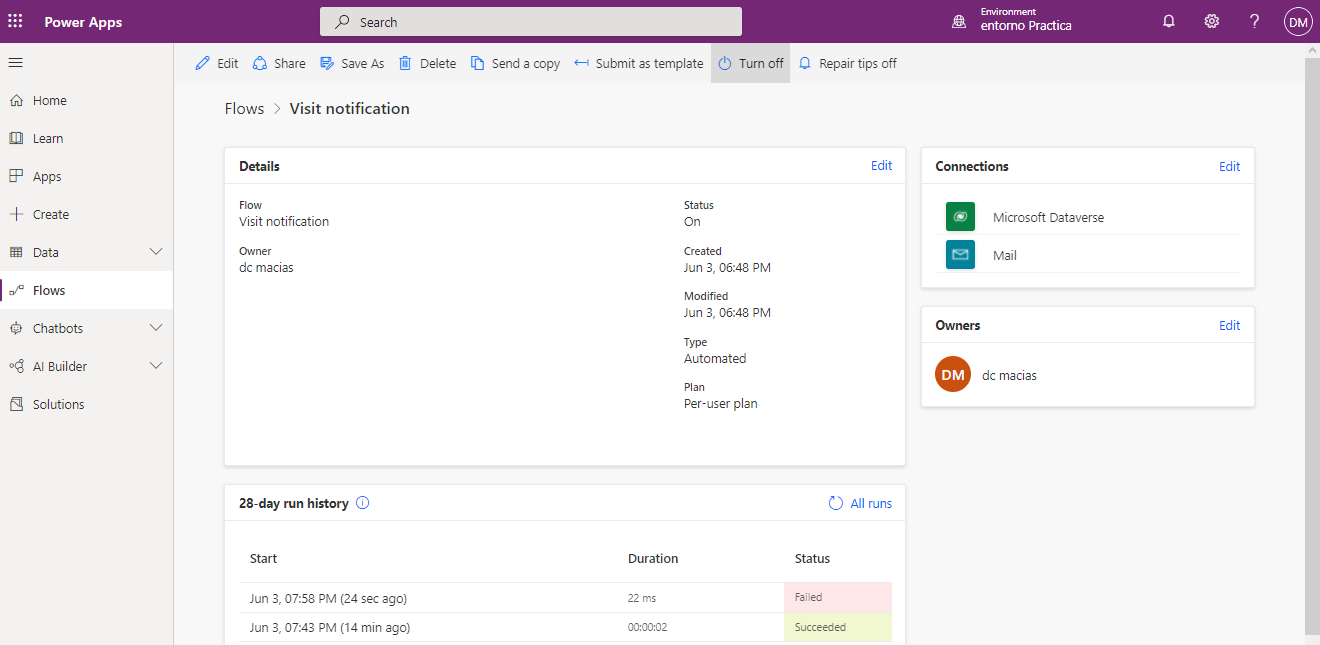 Power Apps
Search
Environment
entorno Practica
DM
Edit
Share
Save As
Delete
Send a copy
Submit as template
Turn off
Repair tips off
Home
Learn
Apps
Create
Data
Flows
Chatbots
AI Builder
Solutions
Flows > Visit notification
Details
Edit
Flow
Visit notification
Owner
dc macias
Status
On
Created
Jun 3, 06:48 PM
Modified
Jun 3, 06:48 PM
Type
Automated
Plan
Per-user plan
Connections
Edit
Microsoft Dataverse
Mail
Owners
Edit
DM
dc macias
28-day run history
All runs
Start Duration Status
Jun 3, 07:58 PM (24 sec ago) 22 ms Failed
Jun 3, 07:43 PM (14 min ago) 00:00:02 Succeeded